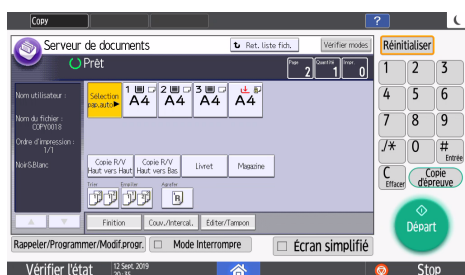 Copy
?
Serveur de documents
Ret. liste fich.
Vérifier modes
Réinitialiser
Prêt
Page
2
Quantité
1
Impr.
0
Nom utilisateur :
Nom du fichier :
COPY0018
Ordre d'impression :
1/1
Noir&Blanc
Sélection
pap.auto
1
A4
2
A4
3
A4
A4
Copie R/V
Haut vers Haut
Copie R/V
Haut vers Bas
Livret
Magazine
Trier
Empiler
Agrafer
Finition
Couv./Intercal.
Editer/Tampon
Rappeler/Programmer/Modif.progr.
Mode Interrompre
Écran simplifié
1
2
3
4
5
6
7
8
9
./*
0
#
Entrée
C
Effacer
Copie
d'épreuve
Départ
Vérifier l'état
12 Sept. 2019
Stop